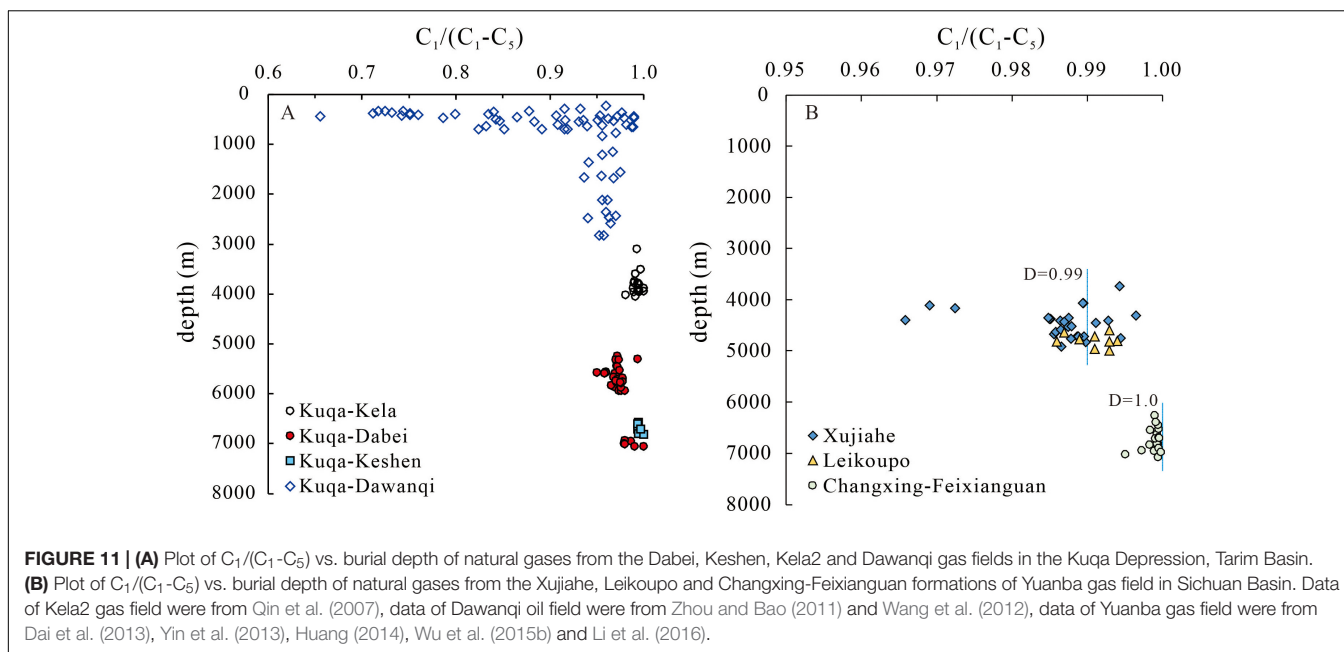 C₁/(C₁-C₅)
0.6 0.7 0.8 0.9 1.0
0
1000
2000
3000
4000
5000
6000
7000
8000
depth (m)
A
Kuqa-Kela
Kuqa-Dabei
Kuqa-Keshen
Kuqa-Dawanqi
C₁/(C₁-C₅)
0.95 0.96 0.97 0.98 0.99 1.00
0
1000
2000
3000
4000
5000
6000
7000
8000
depth (m)
B
D=0.99
D=1.0
Xujiahe
Leikoupo
Changxing-Feixianguan
FIGURE 11 | (A) Plot of C₁/(C₁-C₅) vs. burial depth of natural gases from the Dabei, Keshen, Kela2 and Dawanqi gas fields in the Kuqa Depression, Tarim Basin.
(B) Plot of C₁/(C₁-C₅) vs. burial depth of natural gases from the Xujiahe, Leikoupo and Changxing-Feixianguan formations of Yuanba gas field in Sichuan Basin. Data
of Kela2 gas field were from Qin et al. (2007), data of Dawanqi oil field were from Zhou and Bao (2011) and Wang et al. (2012), data of Yuanba gas field were from
Dai et al. (2013), Yin et al. (2013), Huang (2014), Wu et al. (2015b) and Li et al. (2016).